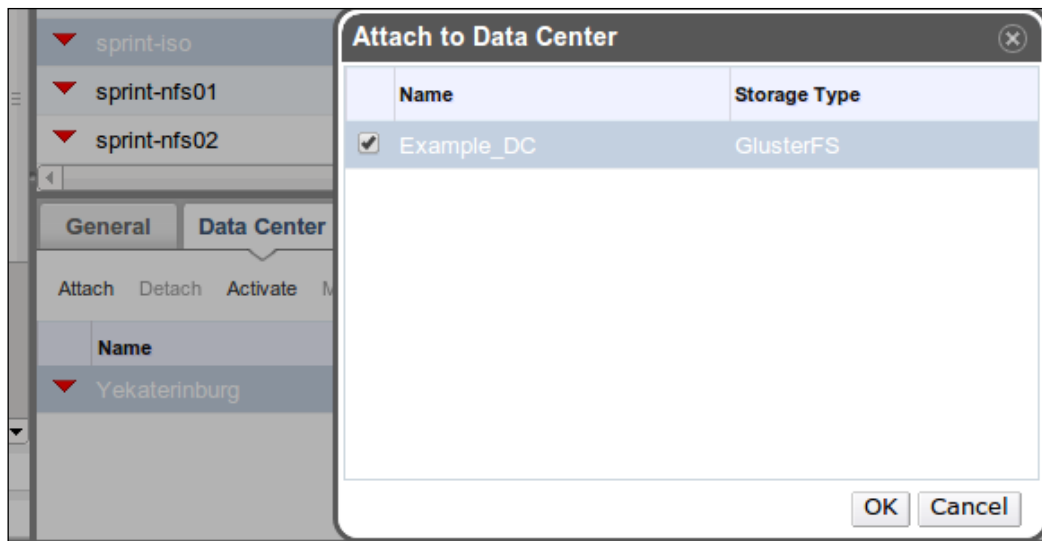 sprint-iso
sprint-nfs01
sprint-nfs02
General Data Center
Attach Detach Activate
Name
Yekaterinburg
Attach to Data Center
Name Storage Type
Example_DC GlusterFS
OK Cancel